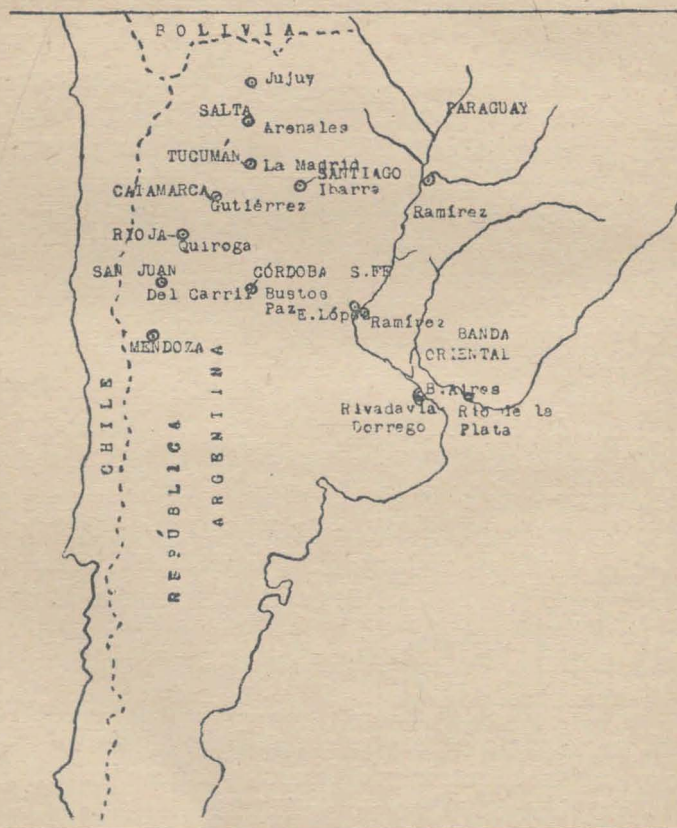 BOLIVIA
Jujuy
SALTA
Arenales
PARAGUAY
TUCUMÁN
La Madrid
SANTIAGO
Ibarra
CATAMARCA
Gutiérrez
Ramírez
RIOJA
Quiroga
SAN JUAN
Del Carril
CÓRDOBA S.FE
Bustos
Paz
E.López
Ramírez
MENDOZA
BANDA
ORIENTAL
B.Aires
Rivadavia
Dorrego
Río de la
Plata
CHILE
REPÚBLICA
ARGENTINA